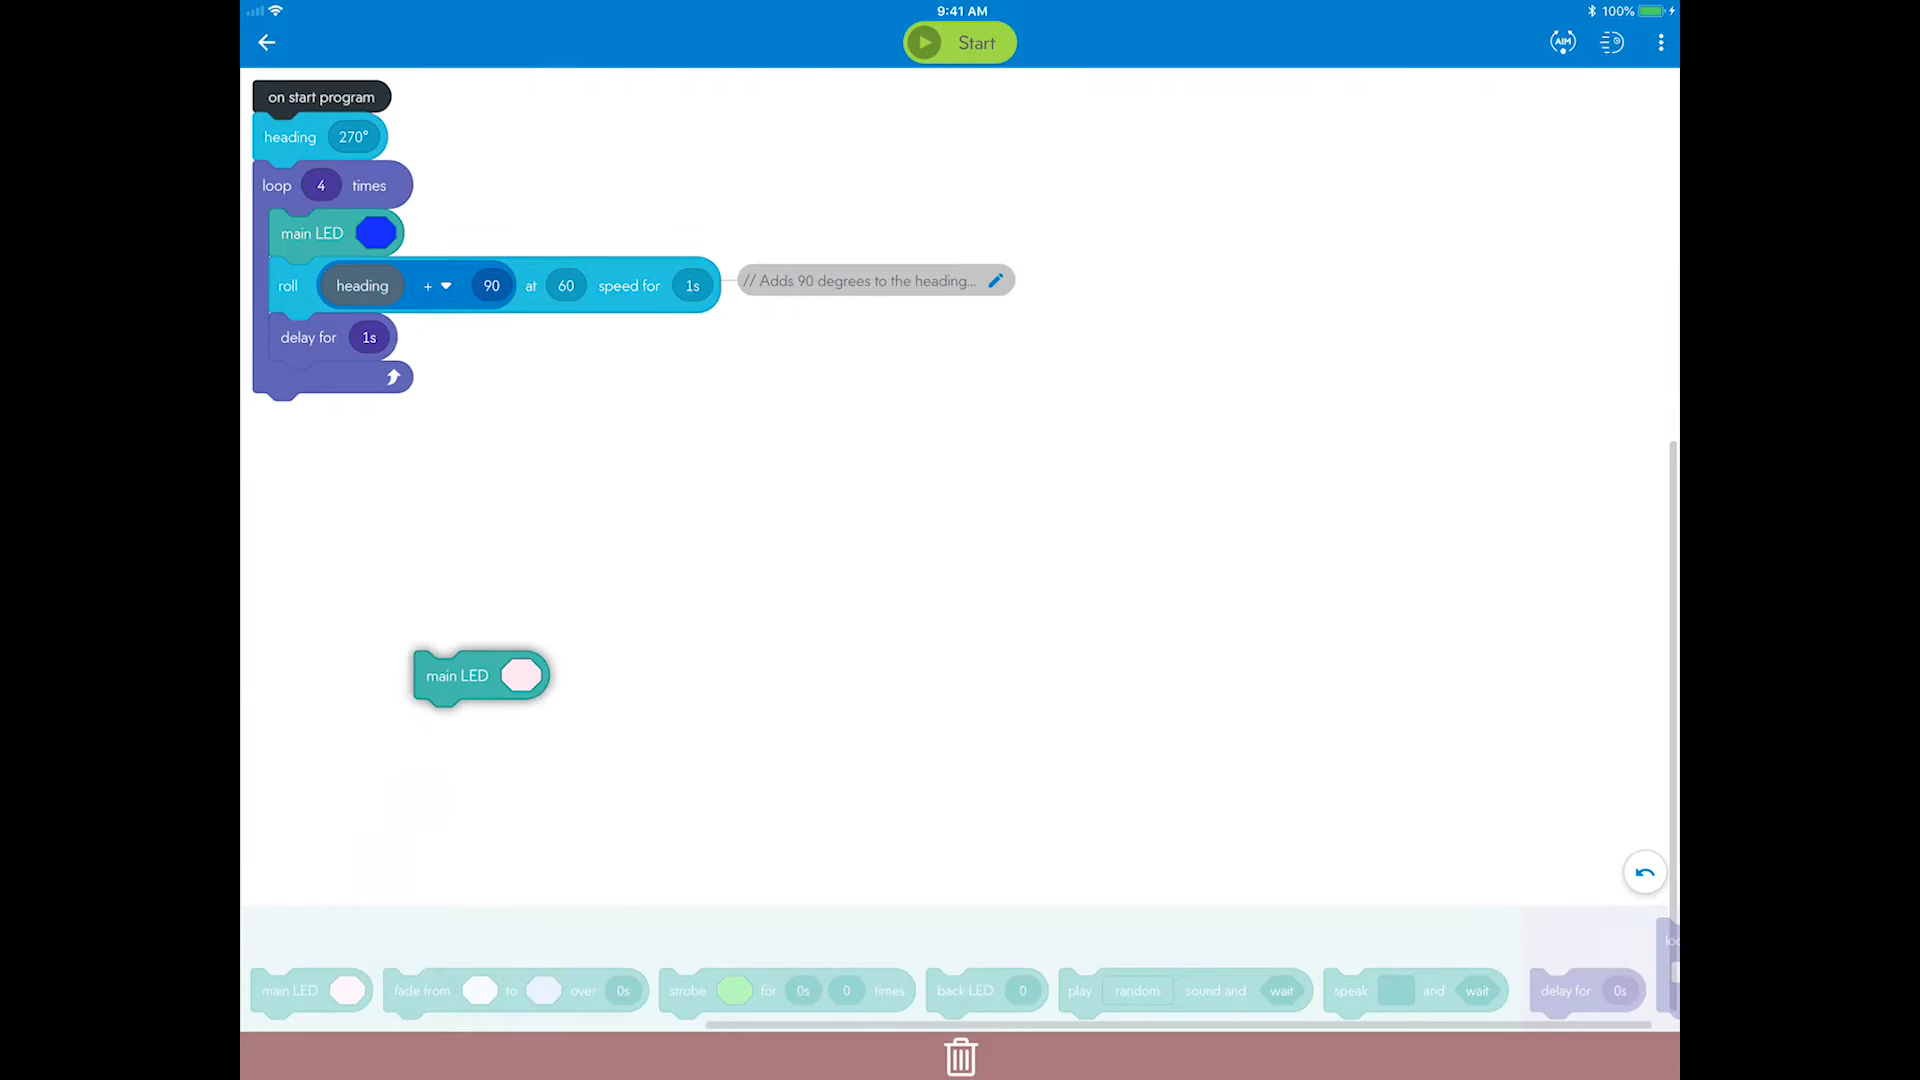 9:41 AM
100%
Start
AIM
on start program
heading 270°
loop 4 times
main LED
roll heading + 90 at 60 speed for 1s
// Adds 90 degrees to the heading...
delay for 1s
main LED
main LED
fade from to over 0s
strobe for 0s 0 times
back LED 0
play random sound and wait
speak and wait
delay for 0s